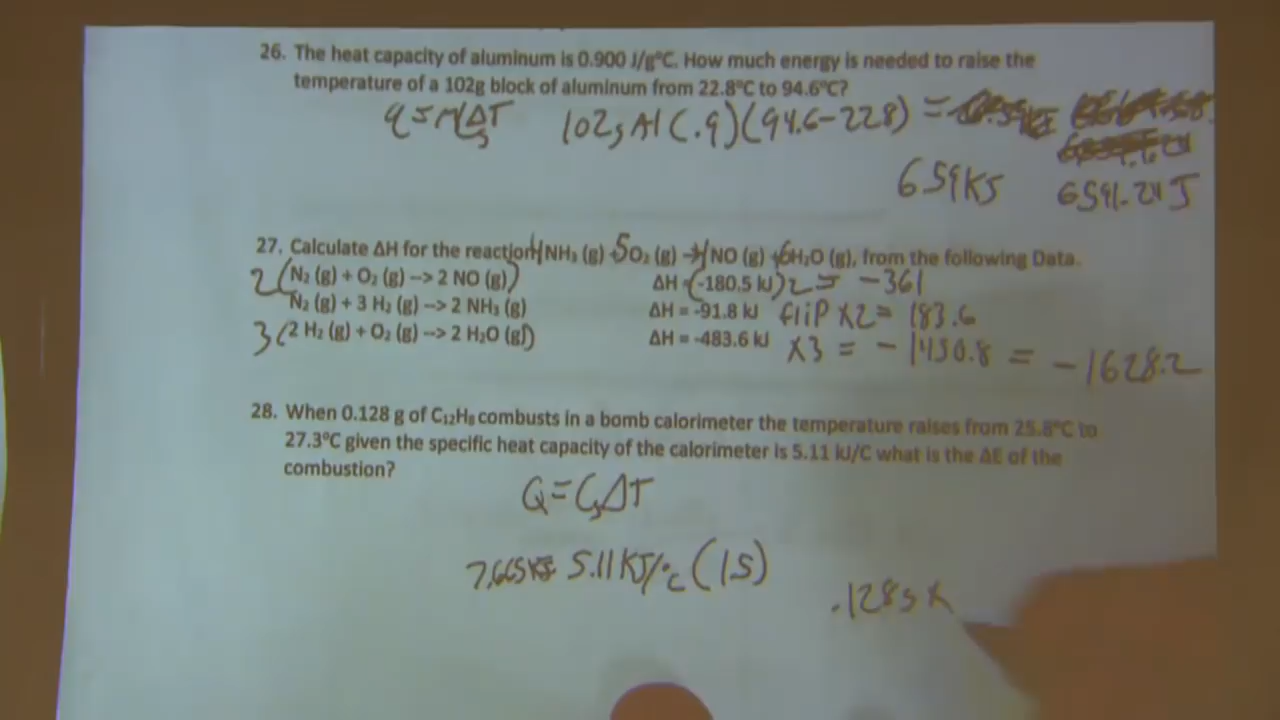 26. The heat capacity of aluminum is 0.900 J/g°C. How much energy is needed to raise the
temperature of a 102g block of aluminum from 22.8°C to 94.6°C?
q=MΔT 102g Al (.9)(94.6-22.8) =
6.59KJ 6591.24J
27. Calculate ΔH for the reaction 4NH₃ (g) 5O₂ (g) → 4NO (g) +6H₂O (g), from the following Data.
2(N₂ (g) + O₂ (g) --> 2 NO (g)) ΔH = (-180.5 kJ)2= -361
N₂ (g) + 3 H₂ (g) --> 2 NH₃ (g) ΔH = -91.8 kJ flip x2= 183.6
3(2 H₂ (g) + O₂ (g) --> 2 H₂O (g)) ΔH = -483.6 kJ x3 = -1450.8 = -1628.2
28. When 0.128 g of C₁₂H₈ combusts in a bomb calorimeter the temperature raises from 25.8°C to
27.3°C given the specific heat capacity of the calorimeter is 5.11 kJ/C what is the ΔE of the
combustion?
Q=CₛΔT
7.665KJ= 5.11KJ/°C (1.5)
.128g x